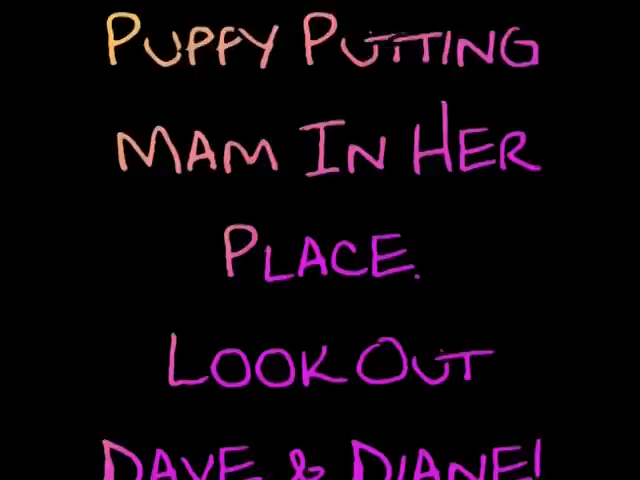 PUPPY PUTTING
MAM IN HER
PLACE.
LOOK OUT
DAVE & DIANE!